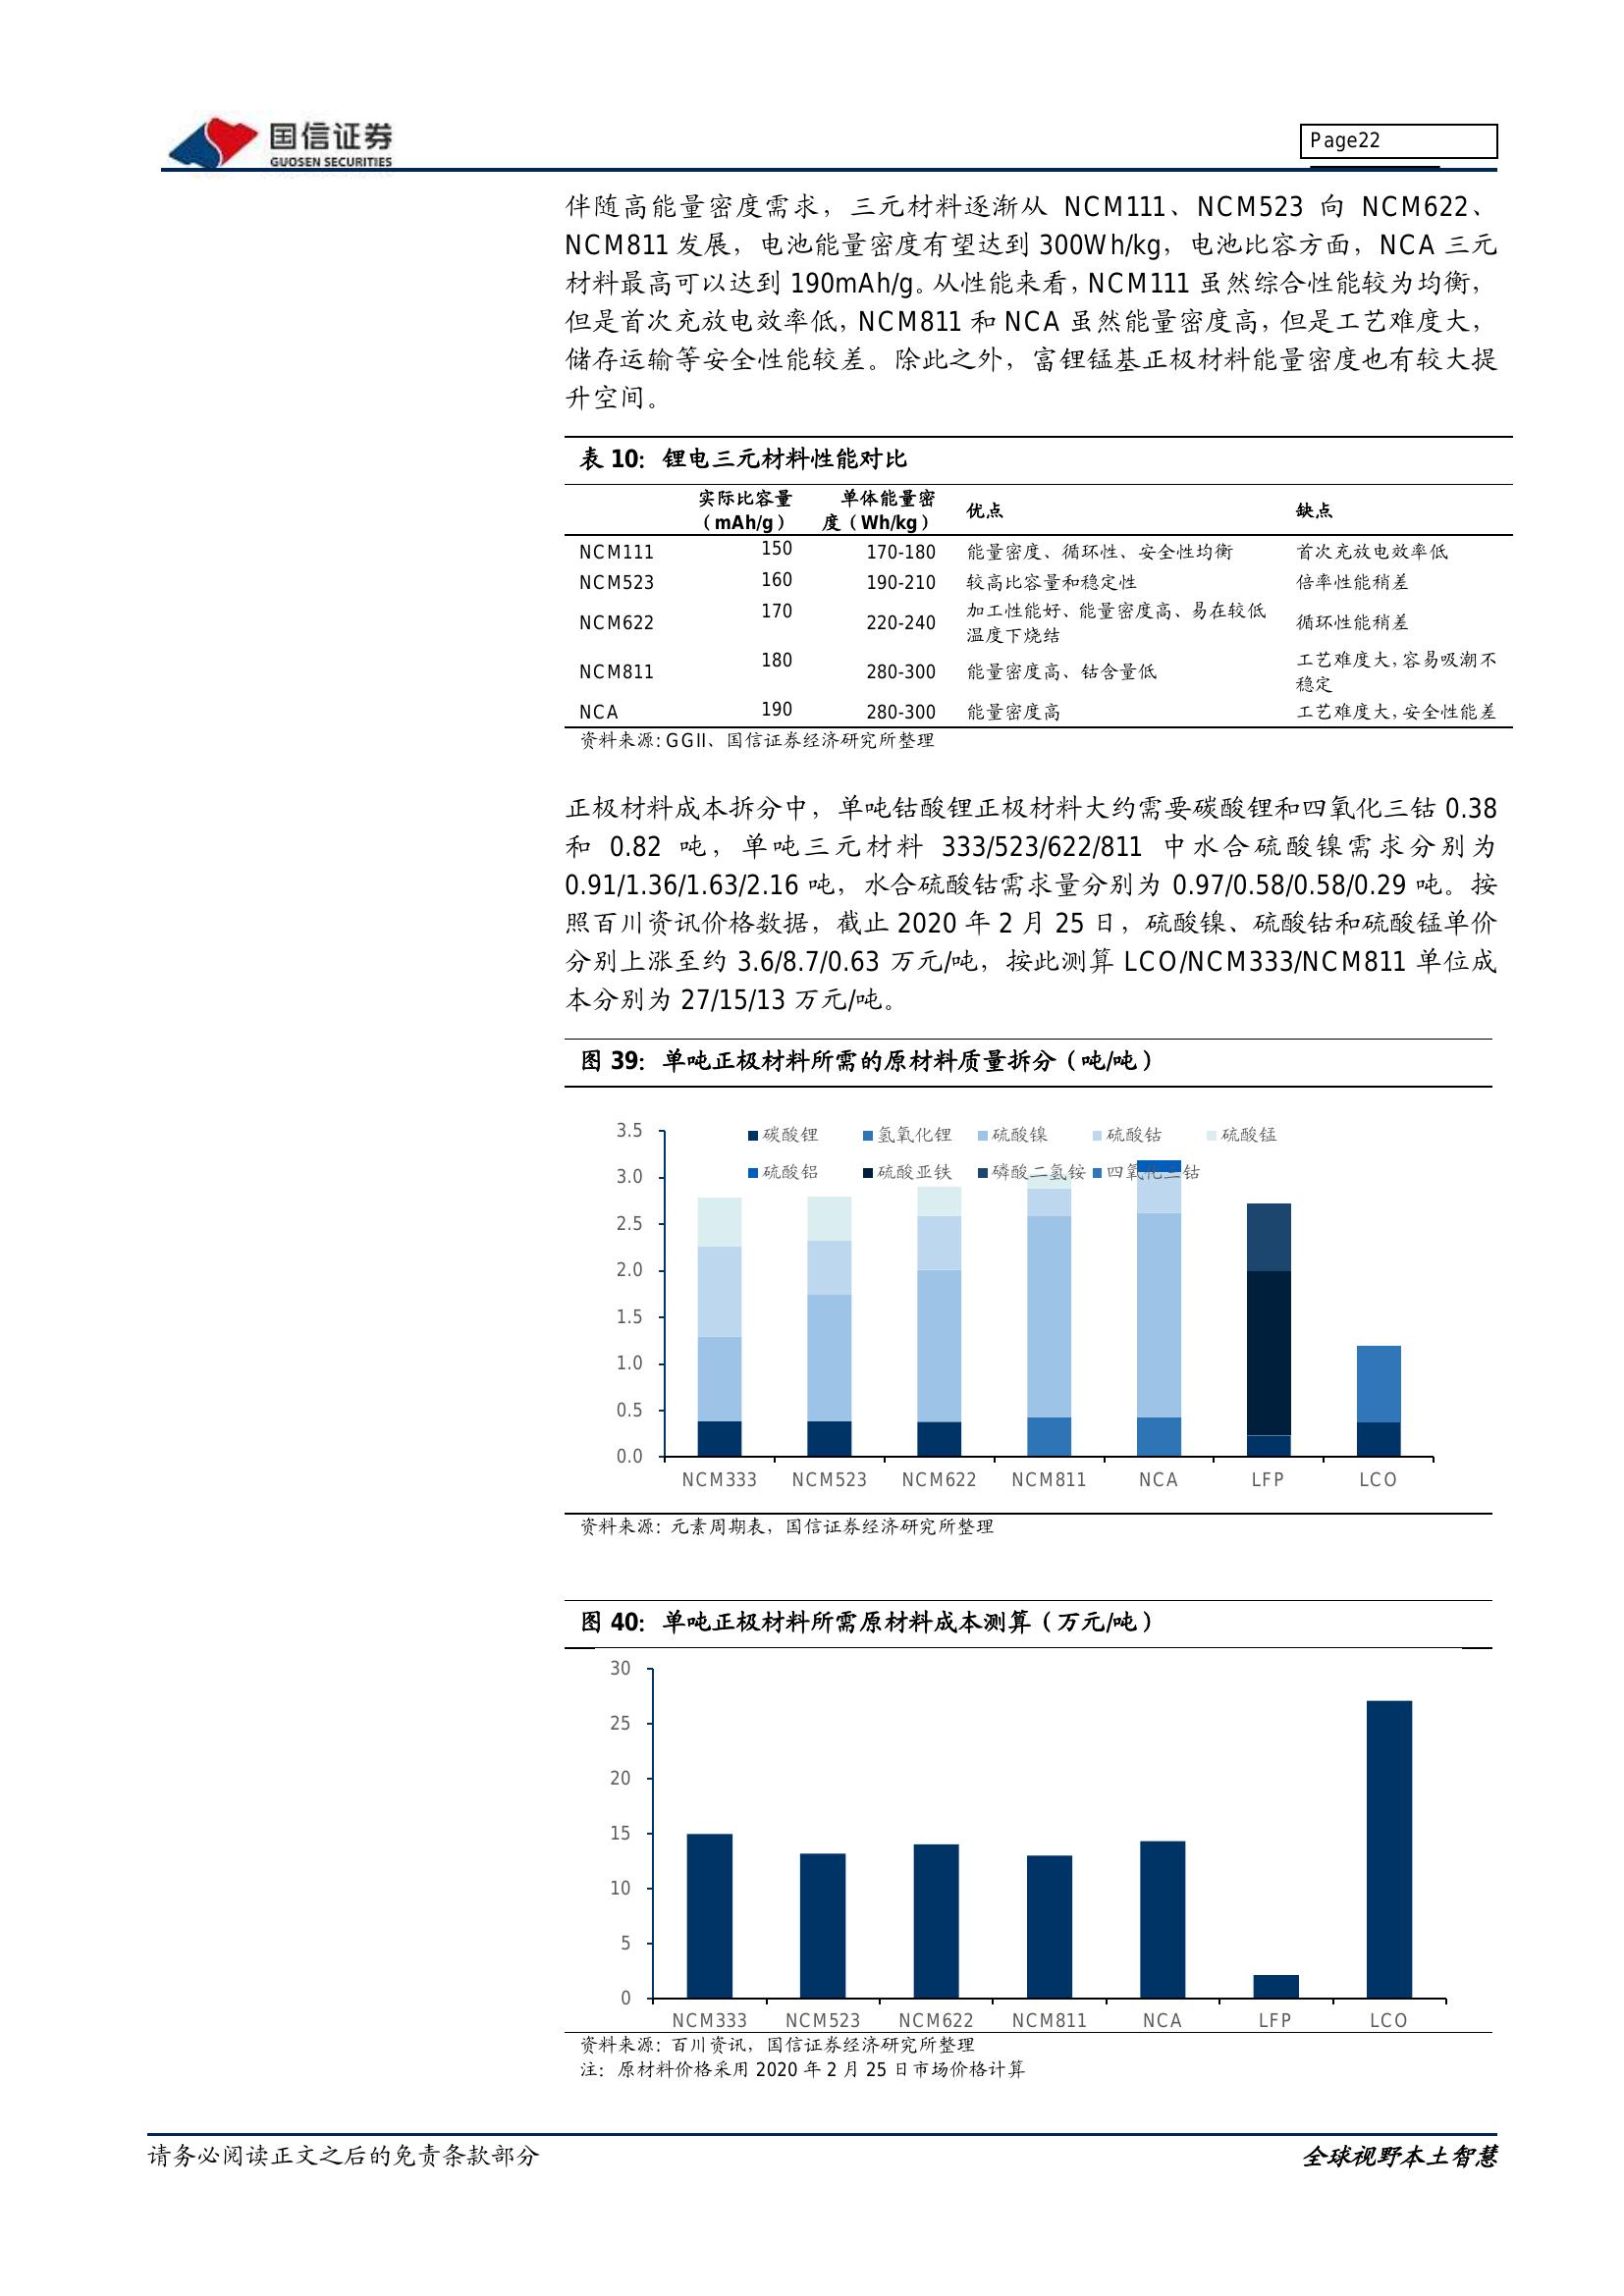 国信证券
GUOSEN SECURITIES
Page22
伴随高能量密度需求，三元材料逐渐从 NCM111、NCM523 向 NCM622、
NCM811 发展，电池能量密度有望达到 300Wh/kg，电池比容方面，NCA 三元
材料最高可以达到 190mAh/g。从性能来看，NCM111 虽然综合性能较为均衡，
但是首次充放电效率低，NCM811 和 NCA 虽然能量密度高，但是工艺难度大，
储存运输等安全性能较差。除此之外，富锂锰基正极材料能量密度也有较大提
升空间。
表 10：锂电三元材料性能对比
实际比容量（mAh/g） 单体能量密度（Wh/kg） 优点 缺点
NCM111 150 170-180 能量密度、循环性、安全性均衡 首次充放电效率低
NCM523 160 190-210 较高比容量和稳定性 倍率性能稍差
NCM622 170 220-240 加工性能好、能量密度高、易在较低温度下烧结 循环性能稍差
NCM811 180 280-300 能量密度高、钴含量低 工艺难度大，容易吸潮不稳定
NCA 190 280-300 能量密度高 工艺难度大，安全性能差
资料来源：GGII、国信证券经济研究所整理
正极材料成本拆分中，单吨钴酸锂正极材料大约需要碳酸锂和四氧化三钴 0.38
和 0.82 吨，单吨三元材料 333/523/622/811 中水合硫酸镍需求分别为
0.91/1.36/1.63/2.16 吨，水合硫酸钴需求量分别为 0.97/0.58/0.58/0.29 吨。按
照百川资讯价格数据，截止 2020 年 2 月 25 日，硫酸镍、硫酸钴和硫酸锰单价
分别上涨至约 3.6/8.7/0.63 万元/吨，按此测算 LCO/NCM333/NCM811 单位成
本分别为 27/15/13 万元/吨。
图 39：单吨正极材料所需的原材料质量拆分（吨/吨）
碳酸锂 氢氧化锂 硫酸镍 硫酸钴 硫酸锰
硫酸铝 硫酸亚铁 磷酸二氢铵 四氧化三钴
3.5
3.0
2.5
2.0
1.5
1.0
0.5
0.0
NCM333 NCM523 NCM622 NCM811 NCA LFP LCO
资料来源：元素周期表，国信证券经济研究所整理
图 40：单吨正极材料所需原材料成本测算（万元/吨）
30
25
20
15
10
5
0
NCM333 NCM523 NCM622 NCM811 NCA LFP LCO
资料来源：百川资讯，国信证券经济研究所整理
注：原材料价格采用 2020 年 2 月 25 日市场价格计算
请务必阅读正文之后的免责条款部分
全球视野本土智慧